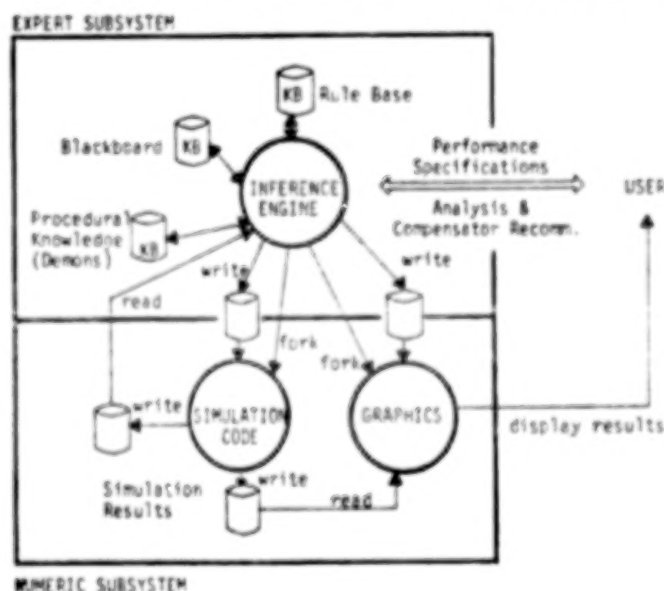 EXPERT SUBSYSTEM
KB
Rule Base
Blackboard
KB
INFERENCE
ENGINE
Performance
Specifications
USER
Analysis &
Compensator Recomm.
Procedural
Knowledge
(Demons)
KB
write
write
read
fork
fork
write
SIMULATION
CODE
GRAPHICS
display results
Simulation
Results
write
read
NUMERIC SUBSYSTEM